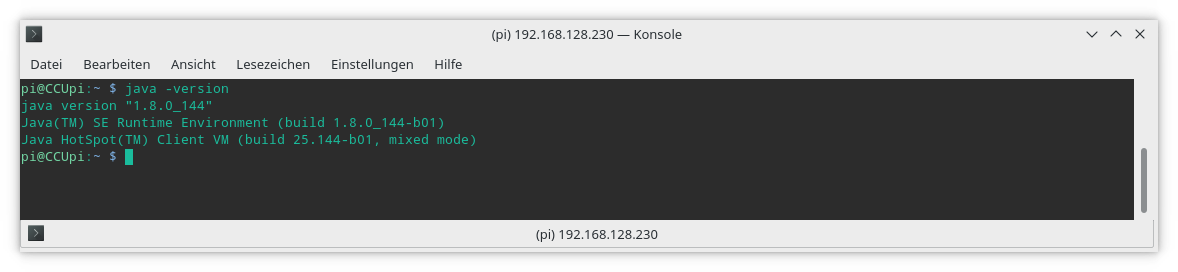 (pi) 192.168.128.230 — Konsole
Datei Bearbeiten Ansicht Lesezeichen Einstellungen Hilfe
pi@CCUpi:~ $ java -version
java version "1.8.0_144"
Java(TM) SE Runtime Environment (build 1.8.0_144-b01)
Java HotSpot(TM) Client VM (build 25.144-b01, mixed mode)
pi@CCUpi:~ $
(pi) 192.168.128.230